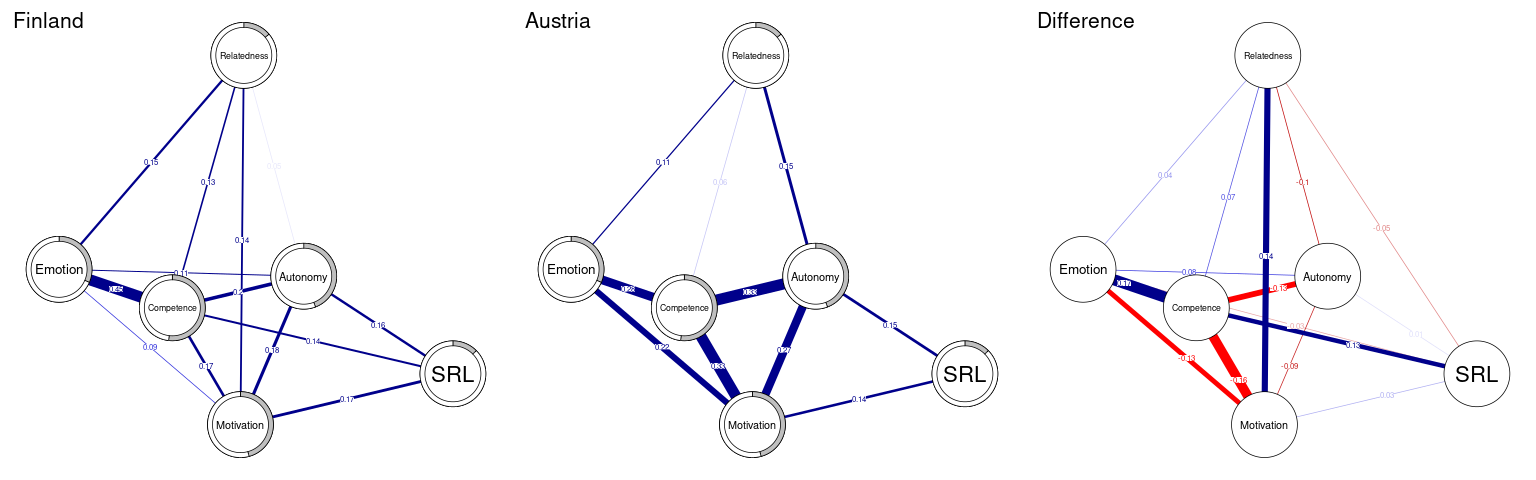 Finland
Austria
Difference
Relatedness
Relatedness
Relatedness
0.15
0.13
0.14
0.11
0.06
0.15
0.04
0.07
0.14
-0.1
-0.05
Emotion
Competence
Autonomy
0.11
0.45
0.2
0.16
0.14
0.18
0.17
0.09
0.17
SRL
Motivation
Emotion
Competence
Autonomy
0.28
0.33
0.22
0.33
0.27
0.15
0.14
SRL
Motivation
Emotion
Competence
Autonomy
0.08
0.17
-0.13
0.01
0.13
-0.13
-0.16
-0.09
0.03
SRL
Motivation